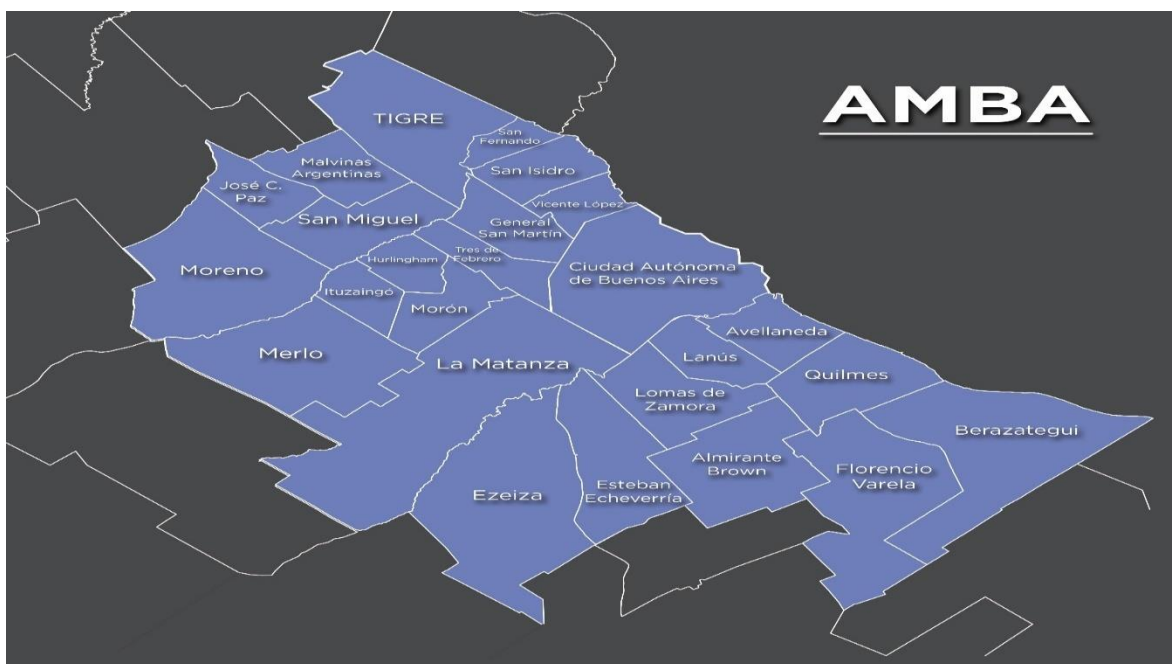 AMBA
TIGRE
San
Fernando
San Isidro
Malvinas
Argentinas
José C.
Paz
Vicente López
San Miguel
General
San Martín
Hurlingham
Tres de
Febrero
Moreno
Ciudad Autónoma
de Buenos Aires
Ituzaingó
Morón
Avellaneda
Merlo
La Matanza
Lanús
Quilmes
Lomas de
Zamora
Berazategui
Almirante
Brown
Florencio
Varela
Ezeiza
Esteban
Echeverría